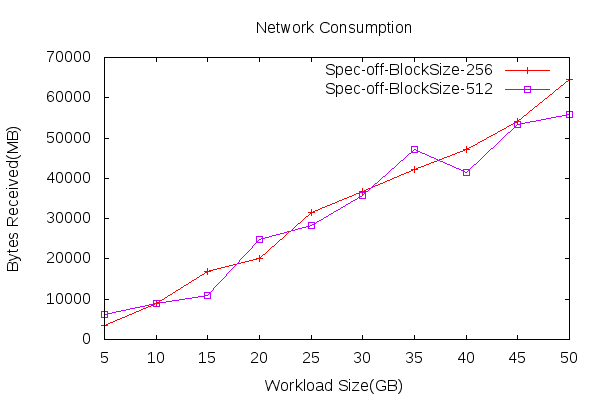 Network Consumption
Spec-off-BlockSize-256
Spec-off-BlockSize-512
Bytes Received(MB)
70000
60000
50000
40000
30000
20000
10000
0
5 10 15 20 25 30 35 40 45 50
Workload Size(GB)